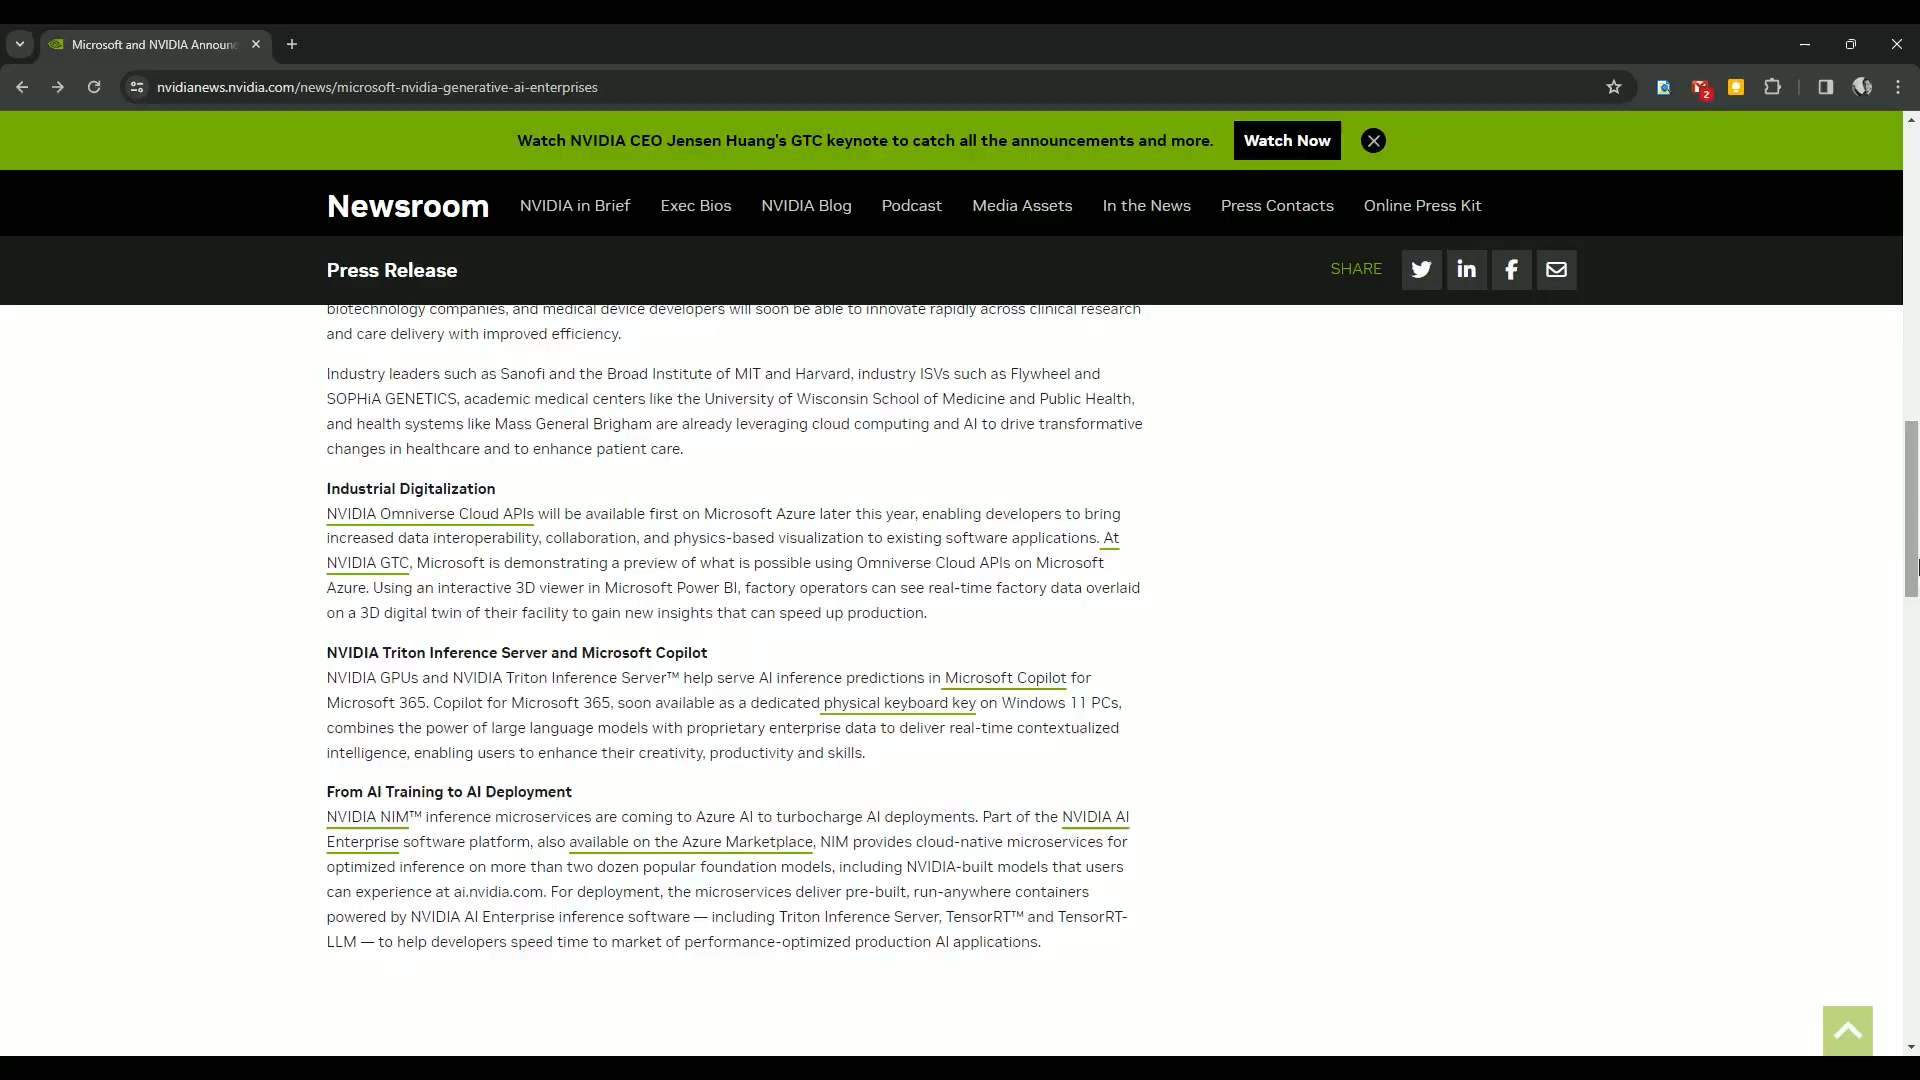 Microsoft and NVIDIA Announ
nvidianews.nvidia.com/news/microsoft-nvidia-generative-ai-enterprises
2
Watch NVIDIA CEO Jensen Huang's GTC keynote to catch all the announcements and more.
Watch Now
Newsroom
NVIDIA in Brief
Exec Bios
NVIDIA Blog
Podcast
Media Assets
In the News
Press Contacts
Online Press Kit
Press Release
SHARE
biotechnology companies, and medical device developers will soon be able to innovate rapidly across clinical research
and care delivery with improved efficiency.
Industry leaders such as Sanofi and the Broad Institute of MIT and Harvard, industry ISVs such as Flywheel and
SOPHiA GENETICS, academic medical centers like the University of Wisconsin School of Medicine and Public Health,
and health systems like Mass General Brigham are already leveraging cloud computing and AI to drive transformative
changes in healthcare and to enhance patient care.
Industrial Digitalization
NVIDIA Omniverse Cloud APIs will be available first on Microsoft Azure later this year, enabling developers to bring
increased data interoperability, collaboration, and physics-based visualization to existing software applications. At
NVIDIA GTC, Microsoft is demonstrating a preview of what is possible using Omniverse Cloud APIs on Microsoft
Azure. Using an interactive 3D viewer in Microsoft Power BI, factory operators can see real-time factory data overlaid
on a 3D digital twin of their facility to gain new insights that can speed up production.
NVIDIA Triton Inference Server and Microsoft Copilot
NVIDIA GPUs and NVIDIA Triton Inference Server™ help serve AI inference predictions in Microsoft Copilot for
Microsoft 365. Copilot for Microsoft 365, soon available as a dedicated physical keyboard key on Windows 11 PCs,
combines the power of large language models with proprietary enterprise data to deliver real-time contextualized
intelligence, enabling users to enhance their creativity, productivity and skills.
From AI Training to AI Deployment
NVIDIA NIM™ inference microservices are coming to Azure AI to turbocharge AI deployments. Part of the NVIDIA AI
Enterprise software platform, also available on the Azure Marketplace, NIM provides cloud-native microservices for
optimized inference on more than two dozen popular foundation models, including NVIDIA-built models that users
can experience at ai.nvidia.com. For deployment, the microservices deliver pre-built, run-anywhere containers
powered by NVIDIA AI Enterprise inference software — including Triton Inference Server, TensorRT™ and TensorRT-
LLM — to help developers speed time to market of performance-optimized production AI applications.